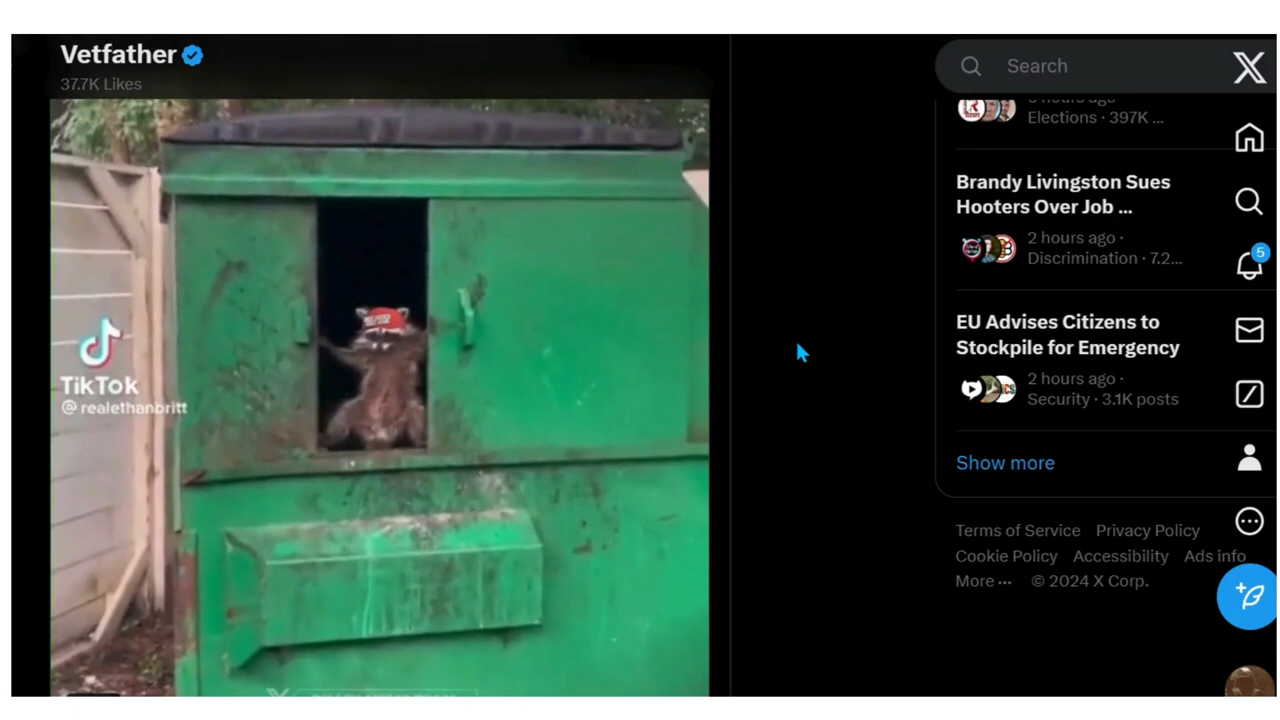 Vetfather
37.7K Likes
TikTok
@realethanbritt
Search
Elections · 397K ...
Brandy Livingston Sues
Hooters Over Job ...
2 hours ago ·
Discrimination · 7.2...
5
EU Advises Citizens to
Stockpile for Emergency
2 hours ago ·
Security · 3.1K posts
Show more
Terms of Service Privacy Policy
Cookie Policy Accessibility Ads info
More ··· © 2024 X Corp.